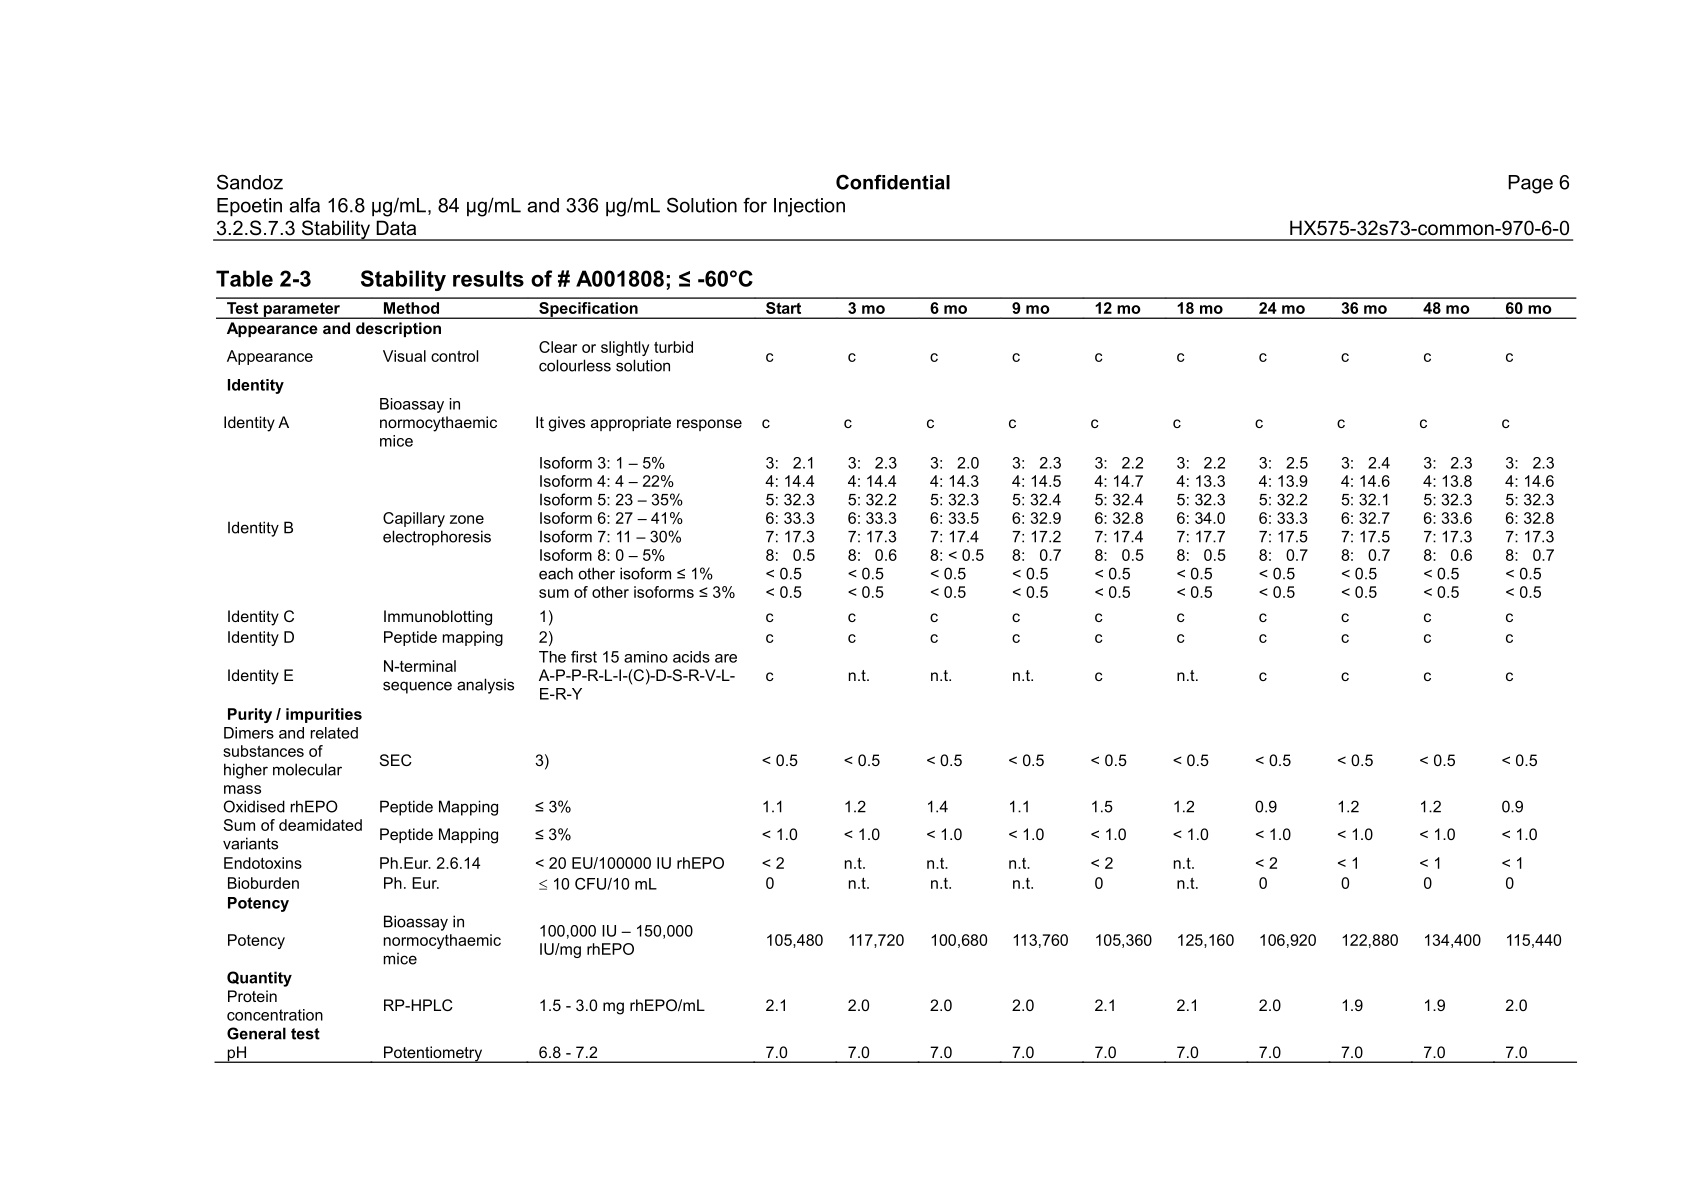 Sandoz Confidential Page 6
Epoetin alfa 16.8 µg/mL, 84 µg/mL and 336 µg/mL Solution for Injection
3.2.S.7.3 Stability Data HX575-32s73-common-970-6-0
Table 2-3 Stability results of # A001808; ≤ -60°C
Test parameter Method Specification Start 3 mo 6 mo 9 mo 12 mo 18 mo 24 mo 36 mo 48 mo 60 mo
Appearance and description
Appearance Visual control Clear or slightly turbid colourless solution c c c c c c c c c c
Identity
Identity A Bioassay in normocythaemic mice It gives appropriate response c c c c c c c c c c
Identity B Capillary zone electrophoresis
Isoform 3: 1 – 5% 3: 2.1 3: 2.3 3: 2.0 3: 2.3 3: 2.2 3: 2.2 3: 2.5 3: 2.4 3: 2.3 3: 2.3
Isoform 4: 4 – 22% 4: 14.4 4: 14.4 4: 14.3 4: 14.5 4: 14.7 4: 13.3 4: 13.9 4: 14.6 4: 13.8 4: 14.6
Isoform 5: 23 – 35% 5: 32.3 5: 32.2 5: 32.3 5: 32.4 5: 32.4 5: 32.3 5: 32.2 5: 32.1 5: 32.3 5: 32.3
Isoform 6: 27 – 41% 6: 33.3 6: 33.3 6: 33.5 6: 32.9 6: 32.8 6: 34.0 6: 33.3 6: 32.7 6: 33.6 6: 32.8
Isoform 7: 11 – 30% 7: 17.3 7: 17.3 7: 17.4 7: 17.2 7: 17.4 7: 17.7 7: 17.5 7: 17.5 7: 17.3 7: 17.3
Isoform 8: 0 – 5% 8: 0.5 8: 0.6 8: < 0.5 8: 0.7 8: 0.5 8: 0.5 8: 0.7 8: 0.7 8: 0.6 8: 0.7
each other isoform ≤ 1% < 0.5 < 0.5 < 0.5 < 0.5 < 0.5 < 0.5 < 0.5 < 0.5 < 0.5 < 0.5
sum of other isoforms ≤ 3% < 0.5 < 0.5 < 0.5 < 0.5 < 0.5 < 0.5 < 0.5 < 0.5 < 0.5 < 0.5
Identity C Immunoblotting 1) c c c c c c c c c c
Identity D Peptide mapping 2) c c c c c c c c c c
Identity E N-terminal sequence analysis The first 15 amino acids are A-P-P-R-L-I-(C)-D-S-R-V-L-E-R-Y c n.t. n.t. n.t. c n.t. c c c c
Purity / impurities
Dimers and related substances of higher molecular mass SEC 3) < 0.5 < 0.5 < 0.5 < 0.5 < 0.5 < 0.5 < 0.5 < 0.5 < 0.5 < 0.5
Oxidised rhEPO Peptide Mapping ≤ 3% 1.1 1.2 1.4 1.1 1.5 1.2 0.9 1.2 1.2 0.9
Sum of deamidated variants Peptide Mapping ≤ 3% < 1.0 < 1.0 < 1.0 < 1.0 < 1.0 < 1.0 < 1.0 < 1.0 < 1.0 < 1.0
Endotoxins Ph.Eur. 2.6.14 < 20 EU/100000 IU rhEPO < 2 n.t. n.t. n.t. < 2 n.t. < 2 < 1 < 1 < 1
Bioburden Ph. Eur. ≤ 10 CFU/10 mL 0 n.t. n.t. n.t. 0 n.t. 0 0 0 0
Potency
Potency Bioassay in normocythaemic mice 100,000 IU – 150,000 IU/mg rhEPO 105,480 117,720 100,680 113,760 105,360 125,160 106,920 122,880 134,400 115,440
Quantity
Protein concentration RP-HPLC 1.5 - 3.0 mg rhEPO/mL 2.1 2.0 2.0 2.0 2.1 2.1 2.0 1.9 1.9 2.0
General test
pH Potentiometry 6.8 - 7.2 7.0 7.0 7.0 7.0 7.0 7.0 7.0 7.0 7.0 7.0